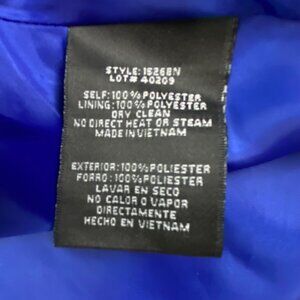 STYLE: 1526BN
LOT# 40209
SELF: 100% POLYESTER
LINING: 100% POLYESTER
DRY CLEAN
NO DIRECT HEAT OR STEAM
MADE IN VIETNAM
EXTERIOR: 100% POLIESTER
FORRO: 100% POLIESTER
LAVAR EN SECO
NO CALOR O VAPOR
DIRECTAMENTE
HECHO EN VIETNAM